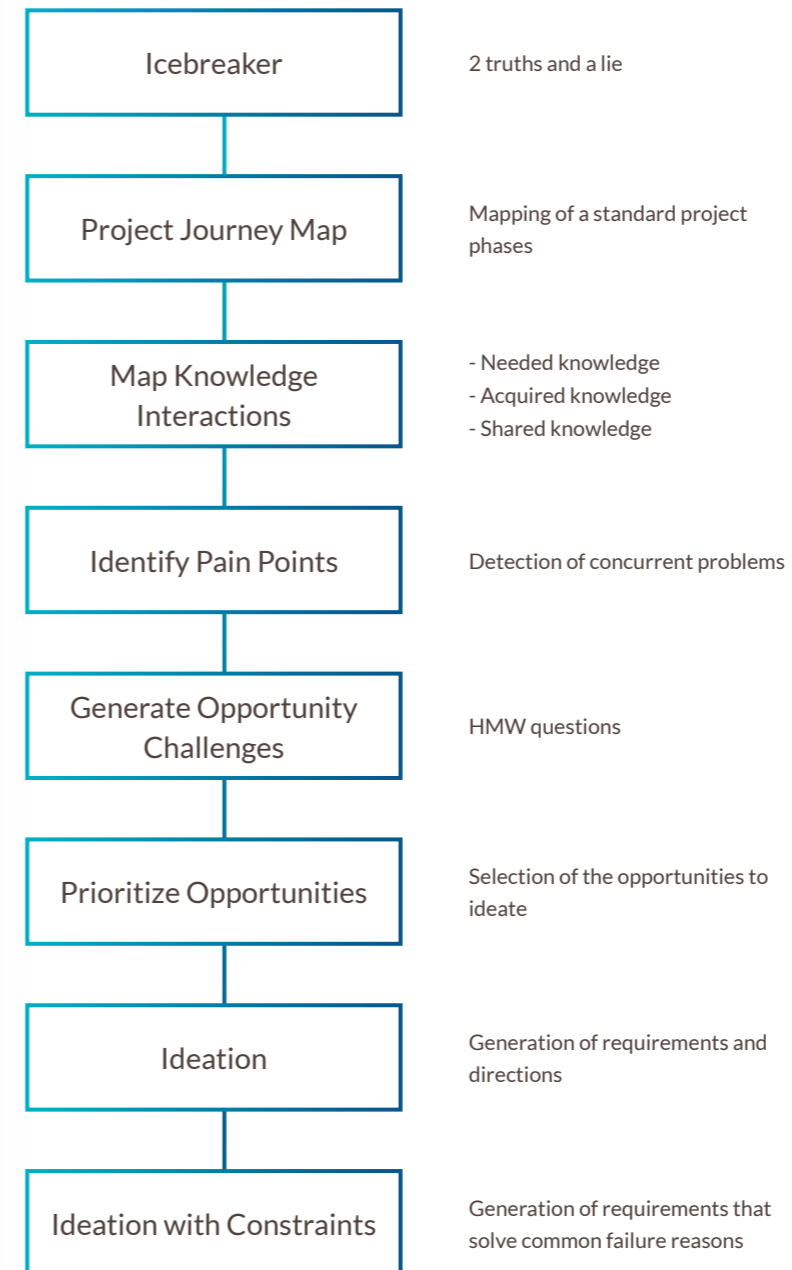 Icebreaker
2 truths and a lie
Project Journey Map
Mapping of a standard project
phases
Map Knowledge
Interactions
- Needed knowledge
- Acquired knowledge
- Shared knowledge
Identify Pain Points
Detection of concurrent problems
Generate Opportunity
Challenges
HMW questions
Prioritize Opportunities
Selection of the opportunities to
ideate
Ideation
Generation of requirements and
directions
Ideation with Constraints
Generation of requirements that
solve common failure reasons